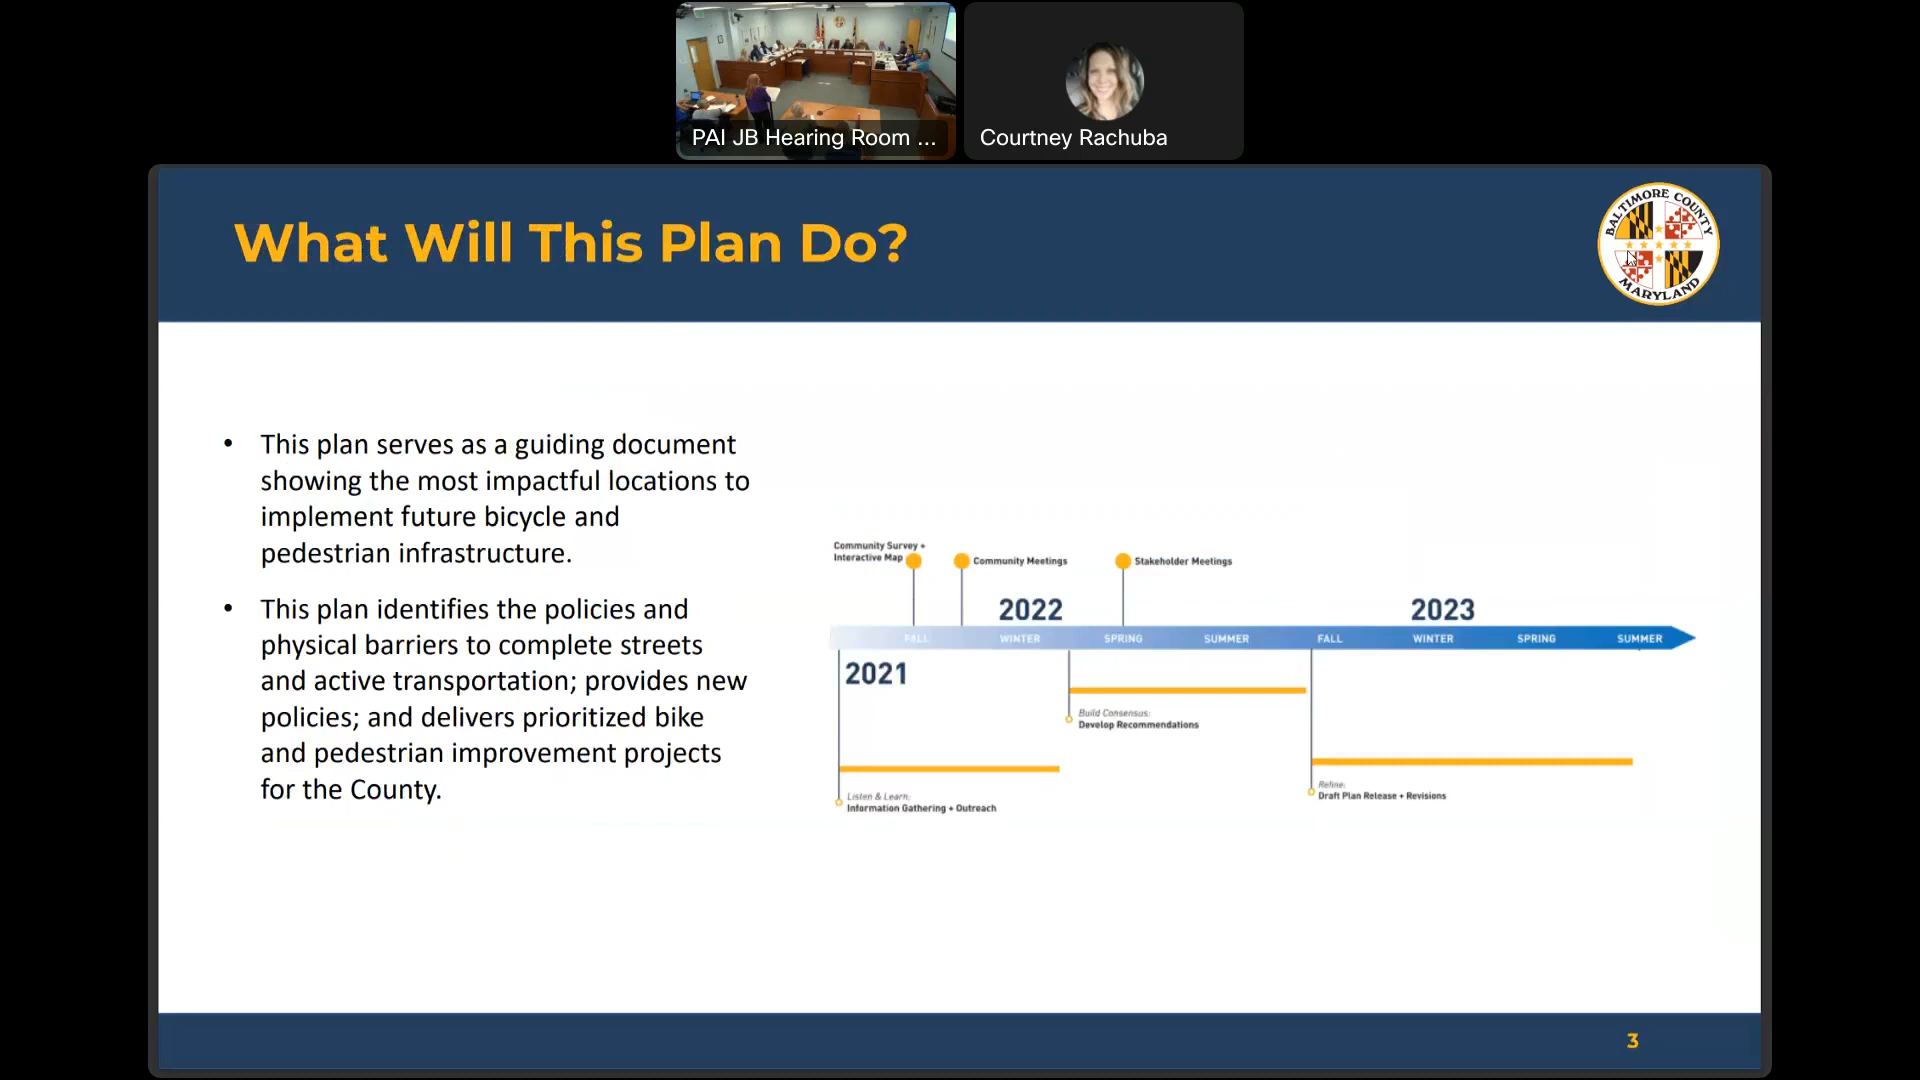 PAI JB Hearing Room ...
Courtney Rachuba
What Will This Plan Do?
BALTIMORE COUNTY
MARYLAND
• This plan serves as a guiding document
showing the most impactful locations to
implement future bicycle and
pedestrian infrastructure.
• This plan identifies the policies and
physical barriers to complete streets
and active transportation; provides new
policies; and delivers prioritized bike
and pedestrian improvement projects
for the County.
Community Survey +
Interactive Map
Community Meetings
Stakeholder Meetings
2022
2023
FALL WINTER SPRING SUMMER FALL WINTER SPRING SUMMER
2021
Build Consensus:
Develop Recommendations
Listen & Learn:
Information Gathering + Outreach
Refine:
Draft Plan Release + Revisions
3